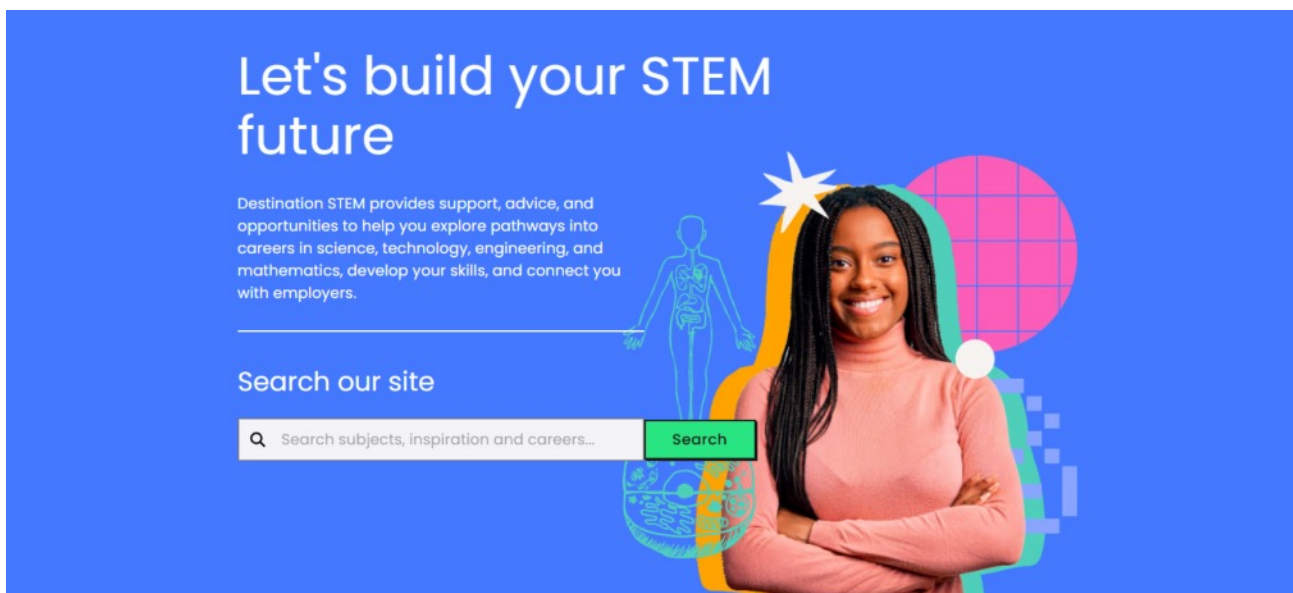 Let's build your STEM
future
Destination STEM provides support, advice, and
opportunities to help you explore pathways into
careers in science, technology, engineering, and
mathematics, develop your skills, and connect you
with employers.
Search our site
Search subjects, inspiration and careers...
Search